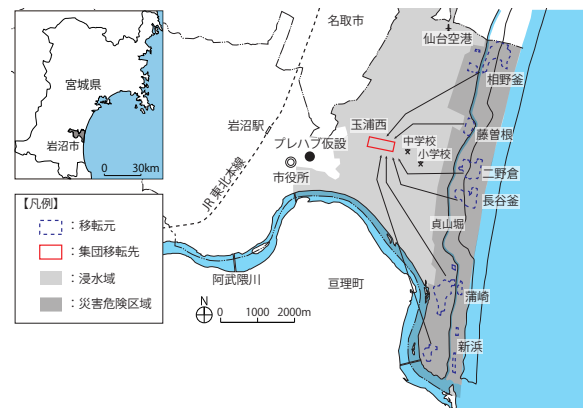 宮城県
岩沼市
0 30km
名取市
仙台空港
相野釜
岩沼駅
玉浦西
藤曽根
中学校
小学校
プレハブ仮設
市役所
二野倉
長谷釜
JR東北本線
貞山堀
【凡例】
：移転元
：集団移転先
：浸水域
：災害危険区域
阿武隈川
亘理町
蒲崎
新浜
N
0 1000 2000m